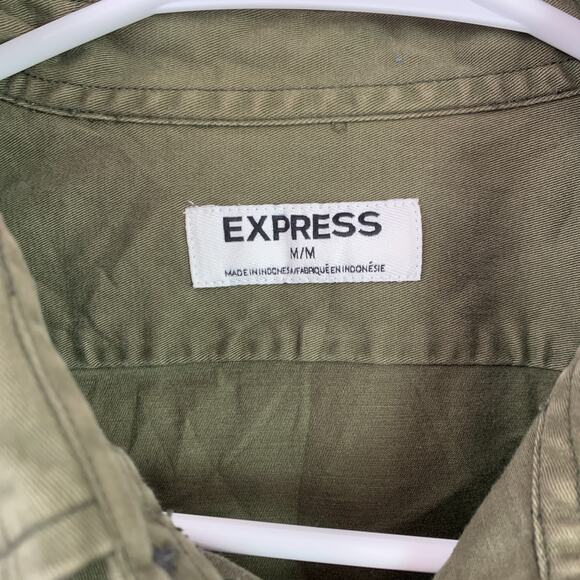 EXPRESS
M/M
MADE IN INDONESIA/FABRIQUÉ EN INDONÉSIE